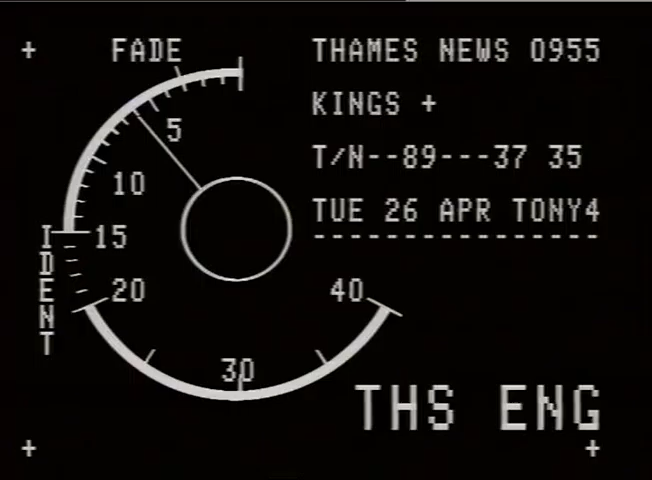 FADE
THAMES NEWS 0955
KINGS +
T/N--89---37 35
TUE 26 APR TONY4
----------------
5
10
15
20
30
40
IDENT
THS ENG